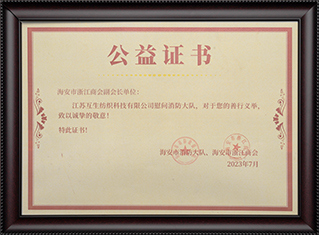 公益证书
海安市浙江商会副会长单位：
江苏互生纺织科技有限公司慰问消防大队，对于您的善行义举，
致以诚挚的敬意！
特此证书！
海安市消防大队、海安市浙江商会
2023年7月